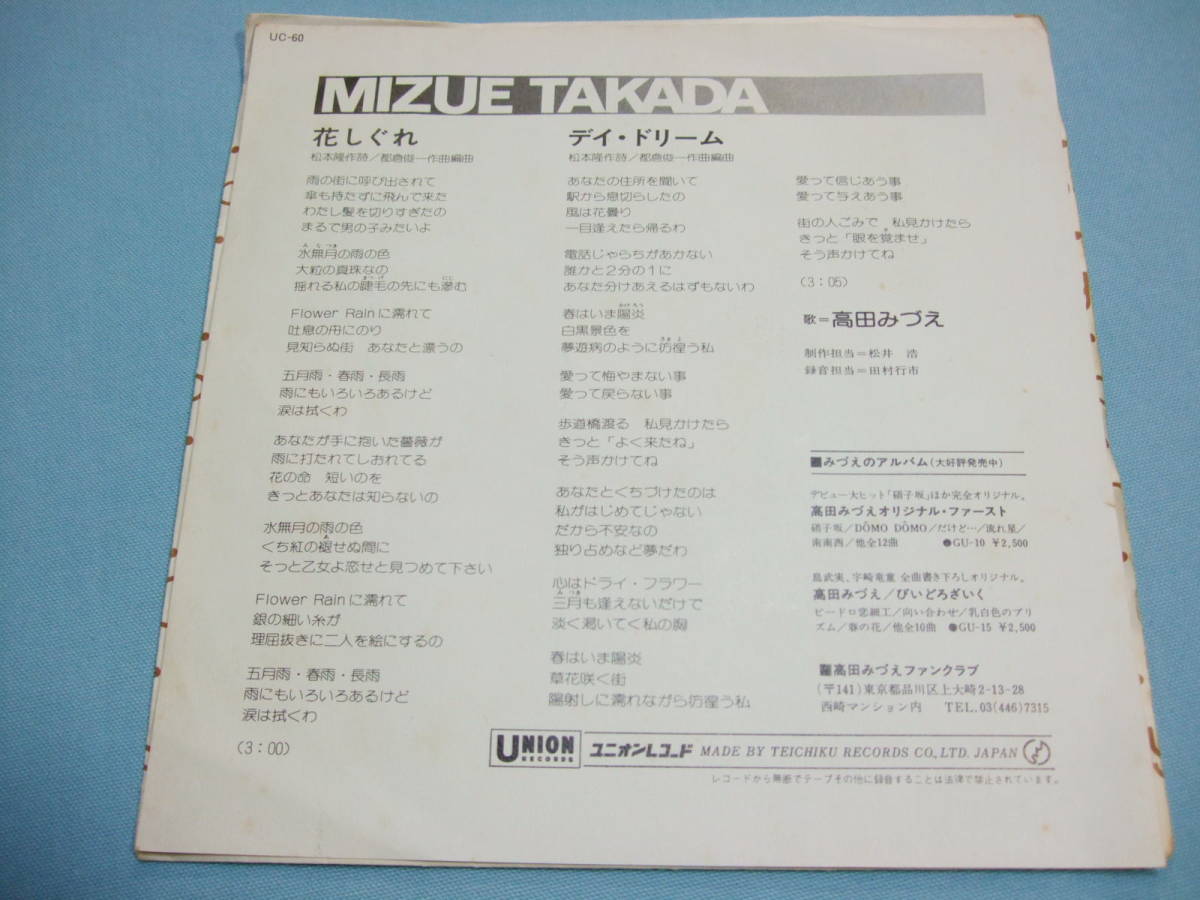 UC-60
MIZUE TAKADA
花しぐれ
松本隆作詩/都倉俊一作曲編曲
雨の街に呼び出されて
傘も持たずに飛んで来た
わたし髪を切りすぎたの
まるで男の子みたいよ
水無月の雨の色
みなつき
大粒の真珠なの
揺れる私の睫毛の先にも滲む
まつげ
にじ
Flower Rainに濡れて
吐息の舟にのり
見知らぬ街 あなたと漂うの
五月雨・春雨・長雨
雨にもいろいろあるけど
涙は拭くわ
あなたが手に抱いた薔薇が
雨に打たれてしおれてる
花の命 短いのを
きっとあなたは知らないの
水無月の雨の色
くち紅の褪せぬ間に
あ
そっと乙女よ恋せと見つめて下さい
Flower Rainに濡れて
銀の細い糸が
理屈抜きに二人を絵にするの
五月雨・春雨・長雨
雨にもいろいろあるけど
涙は拭くわ
(3:00)
デイ・ドリーム
松本隆作詩/都倉俊一作曲編曲
あなたの住所を聞いて
駅から息切らしたの
風は花曇り
一目逢えたら帰るわ
電話じゃらちがあかない
誰かと2分の1に
あなた分けあえるはずもないわ
春はいま陽炎
かげろう
白黒景色を
夢遊病のように彷徨う私
さまよ
愛って悔やまない事
愛って戻らない事
歩道橋渡る 私見かけたら
きっと「よく来たね」
そう声かけてね
あなたとくちづけたのは
私がはじめてじゃない
だから不安なの
独り占めなど夢だわ
心はドライ・フラワー
三月も逢えないだけで
みつき
淡く渇いてく私の胸
春はいま陽炎
草花咲く街
陽射しに濡れながら彷徨う私
愛って信じあう事
愛って与えあう事
街の人ごみで 私見かけたら
きっと「眼を覚ませ」
さ
そう声かけてね
(3:05)
歌=高田みづえ
制作担当=松井 浩
録音担当=田村行市
■みづえのアルバム(大好評発売中)
デビュー大ヒット「硝子坂」ほか完全オリジナル。
高田みづえオリジナル・ファースト
硝子坂/DŌMO DŌMO/だけど…/流れ星/
南南西/他全12曲 ●GU-10 ¥2,500
島武実、宇崎竜童 全曲書き下ろしオリジナル。
高田みづえ/びいどろざいく
ビードロ恋細工/向い合わせ/乳白色のプリ
ズム/春の花/他全10曲 ●GU-15 ¥2,500
高田みづえファンクラブ
(〒141)東京都品川区上大崎2-13-28
西崎マンション内 TEL.03(446)7315
UNION RECORDS ユニオンレコード MADE BY TEICHIKU RECORDS CO., LTD. JAPAN
レコードから無断でテープその他に録音することは法律で禁止されています。